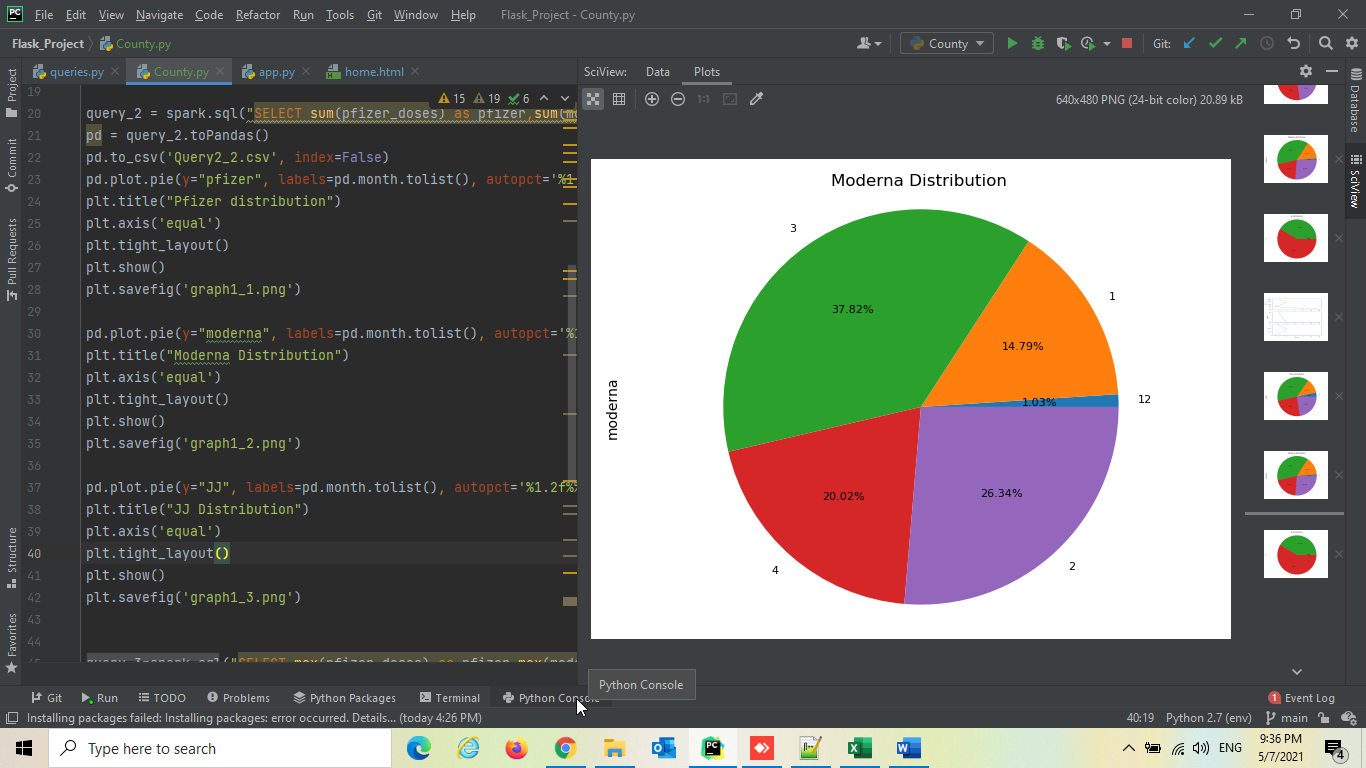 File Edit View Navigate Code Refactor Run Tools Git Window Help Flask_Project - County.py
Flask_Project County.py County Git:
queries.py County.py app.py home.html SciView: Data Plots
Project
Commit
Pull Requests
Structure
Favorites
15 19 6
19
20 query_2 = spark.sql("SELECT sum(pfizer_doses) as pfizer,sum(mo
21 pd = query_2.toPandas()
22 pd.to_csv('Query2_2.csv', index=False)
23 pd.plot.pie(y="pfizer", labels=pd.month.tolist(), autopct='%1
24 plt.title("Pfizer distribution")
25 plt.axis('equal')
26 plt.tight_layout()
27 plt.show()
28 plt.savefig('graph1_1.png')
29
30 pd.plot.pie(y="moderna", labels=pd.month.tolist(), autopct='%1
31 plt.title("Moderna Distribution")
32 plt.axis('equal')
33 plt.tight_layout()
34 plt.show()
35 plt.savefig('graph1_2.png')
36
37 pd.plot.pie(y="JJ", labels=pd.month.tolist(), autopct='%1.2f%%
38 plt.title("JJ Distribution")
39 plt.axis('equal')
40 plt.tight_layout()
41 plt.show()
42 plt.savefig('graph1_3.png')
43
44
1:1 640x480 PNG (24-bit color) 20.89 kB
Moderna Distribution
3
1
37.82%
14.79%
1.03%
12
moderna
20.02%
26.34%
4
2
Database
SciView
Python Console
Git Run TODO Problems Python Packages Terminal Python Console 1 Event Log
Installing packages failed: Installing packages: error occurred. Details... (today 4:26 PM) 40:19 Python 2.7 (env) main
Type here to search
ENG
9:36 PM
5/7/2021
4